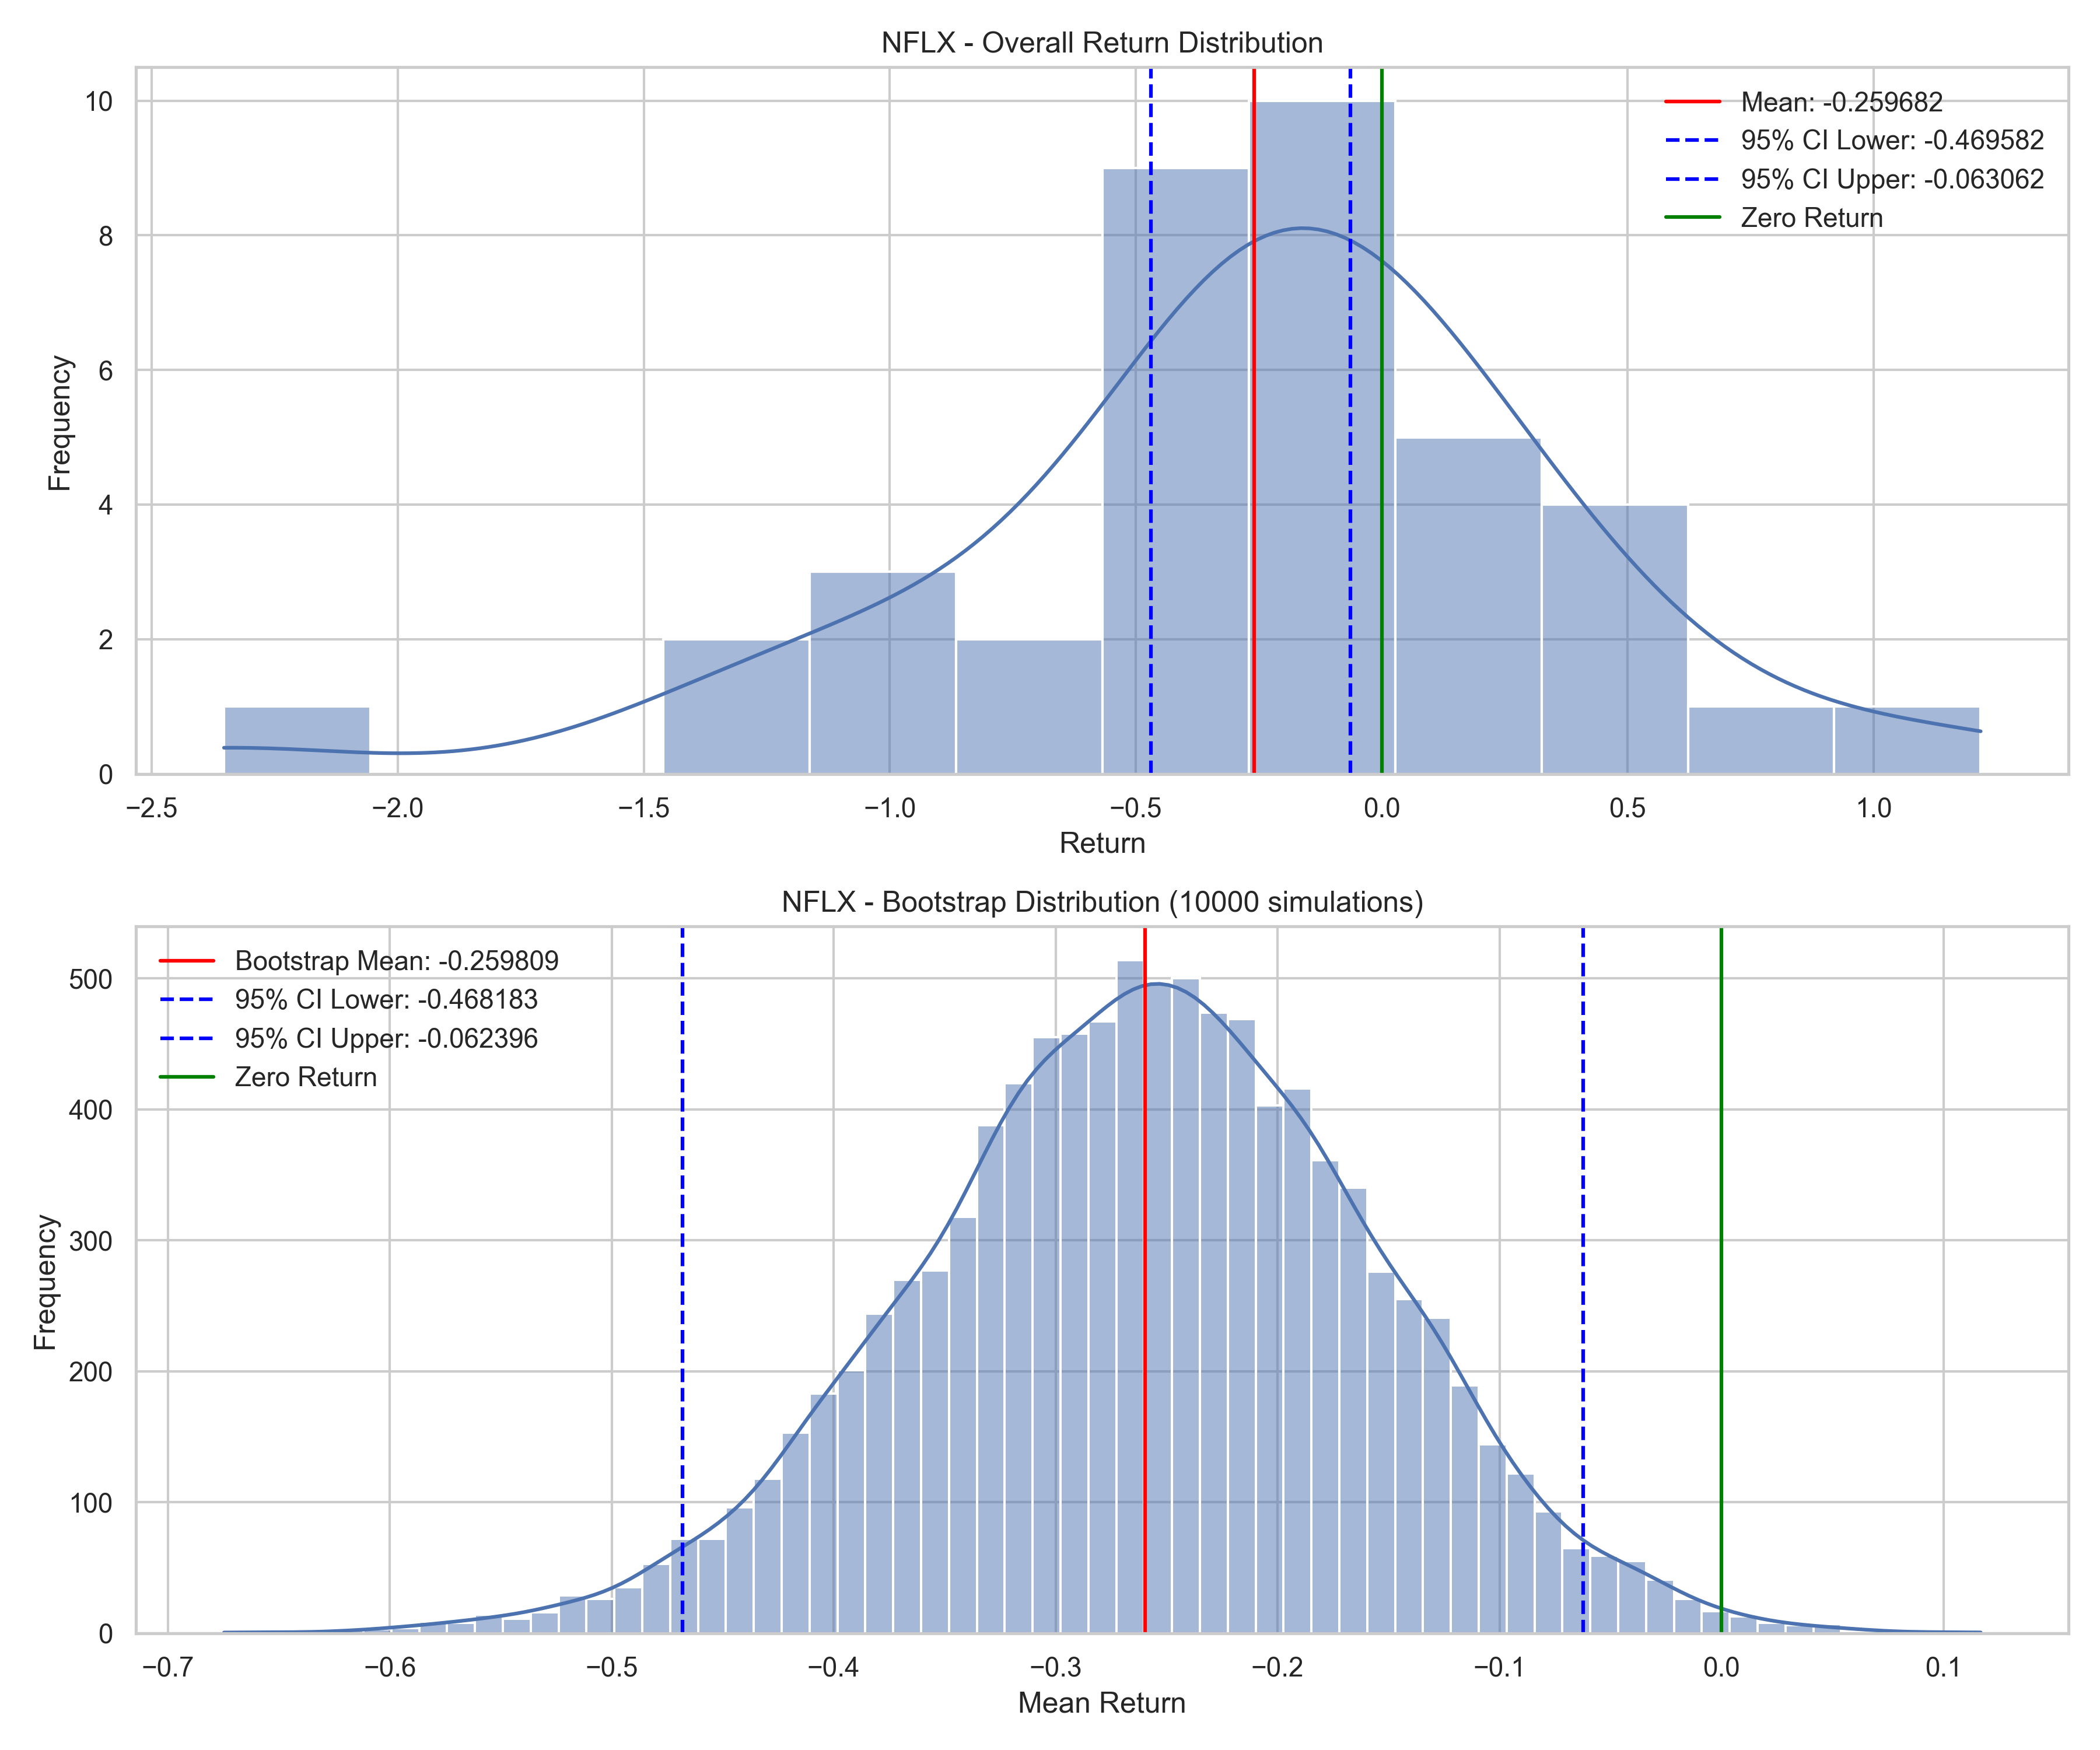 NFLX - Overall Return Distribution
Mean: -0.259682
95% CI Lower: -0.469582
95% CI Upper: -0.063062
Zero Return
10
8
6
4
2
0
Frequency
−2.5 −2.0 −1.5 −1.0 −0.5 0.0 0.5 1.0
Return
NFLX - Bootstrap Distribution (10000 simulations)
Bootstrap Mean: -0.259809
95% CI Lower: -0.468183
95% CI Upper: -0.062396
Zero Return
500
400
300
200
100
0
Frequency
−0.7 −0.6 −0.5 −0.4 −0.3 −0.2 −0.1 0.0 0.1
Mean Return